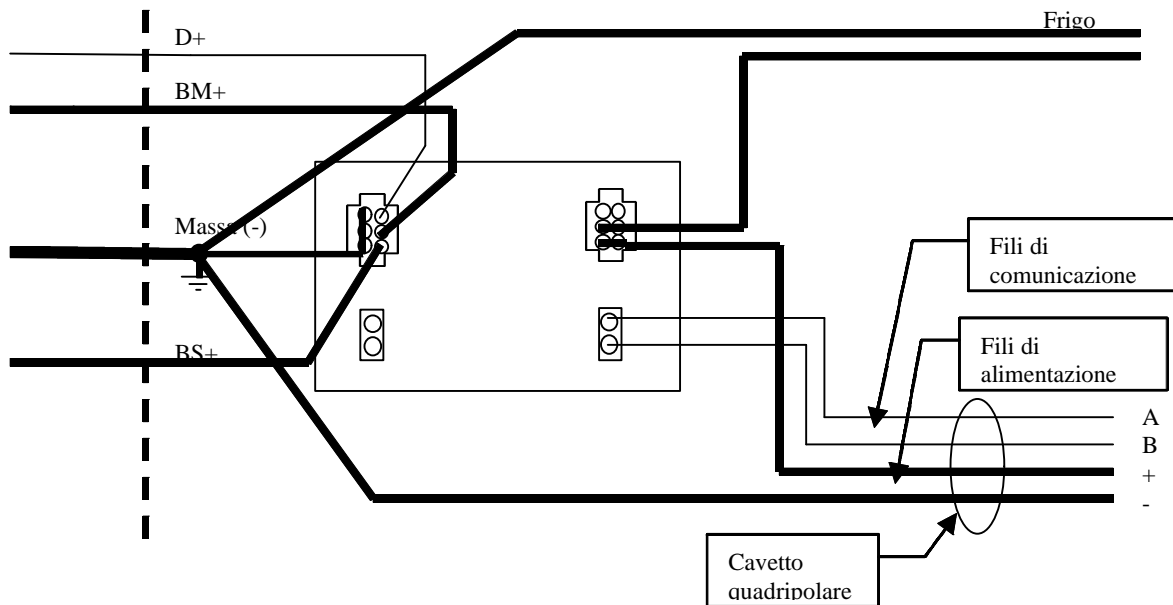 Frigo
D+
BM+
Massa (-)
Fili di
comunicazione
BS+
Fili di
alimentazione
A
B
+
-
Cavetto
quadripolare